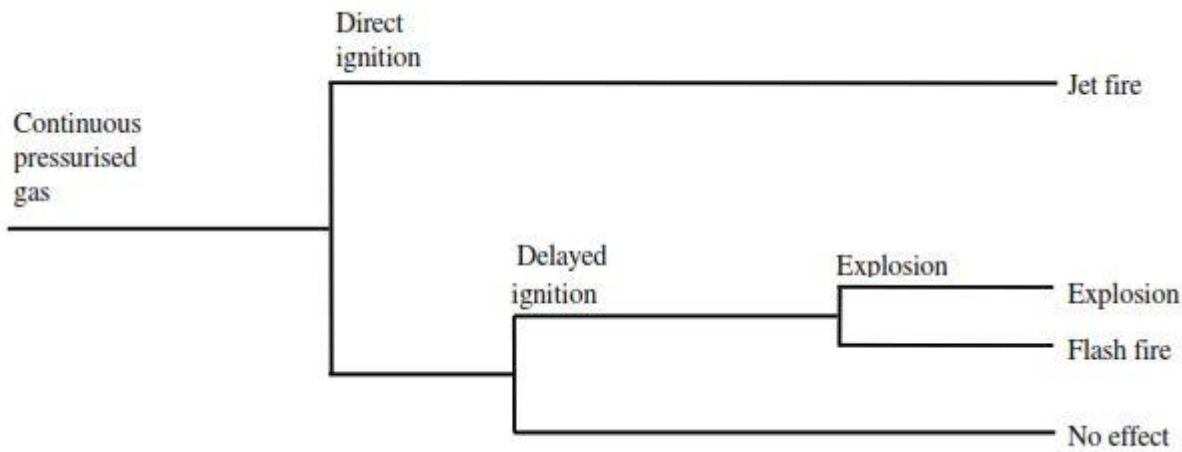 Direct
ignition
Jet fire
Continuous
pressurised
gas
Delayed
ignition
Explosion
Explosion
Flash fire
No effect